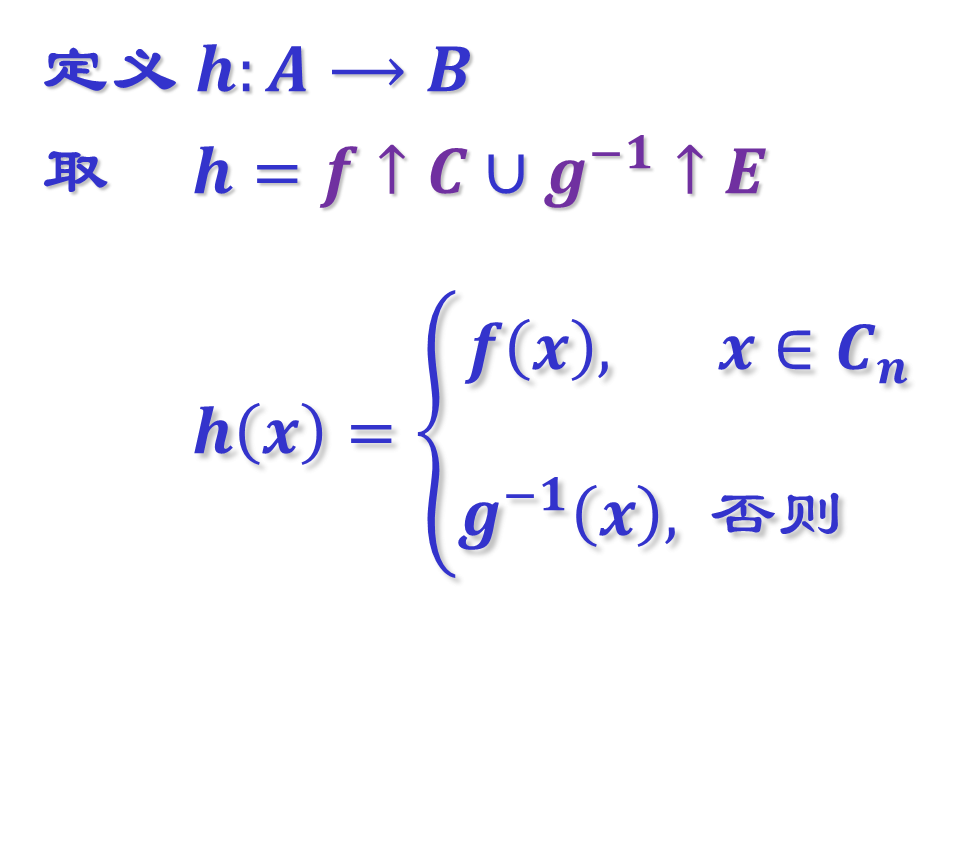 定义 h: A ⟶ B
取 h = f ↑ C ∪ g⁻¹ ↑ E
f(x), x ∈ Cₙ
h(x) = {
g⁻¹(x), 否则